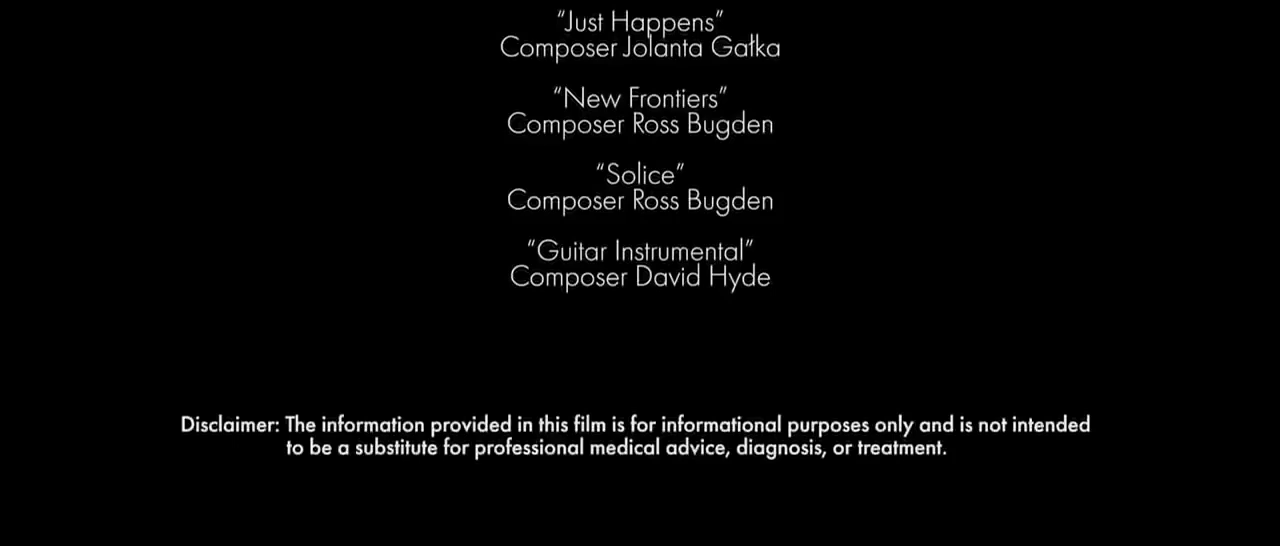 “Just Happens”
Composer Jolanta Gałka
“New Frontiers”
Composer Ross Bugden
“Solice”
Composer Ross Bugden
“Guitar Instrumental”
Composer David Hyde
Disclaimer: The information provided in this film is for informational purposes only and is not intended
to be a substitute for professional medical advice, diagnosis, or treatment.